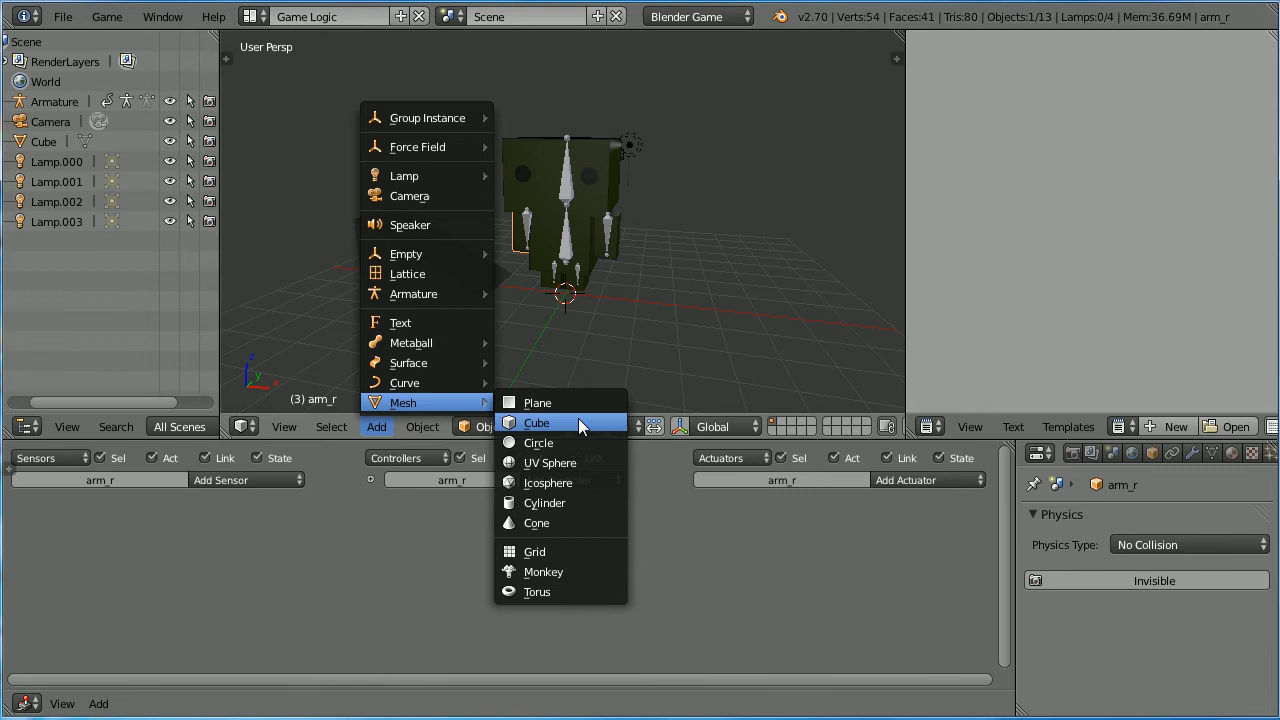 File Game Window Help Game Logic Scene Blender Game v2.70 | Verts:54 | Faces:41 | Tris:80 | Objects:1/13 | Lamps:0/4 | Mem:36.69M | arm_r
Scene
RenderLayers
World
Armature
Camera
Cube
Lamp.000
Lamp.001
Lamp.002
Lamp.003
View Search All Scenes
User Persp
Group Instance
Force Field
Lamp
Camera
Speaker
Empty
Lattice
Armature
Text
Metaball
Surface
Curve
Mesh
z
y
x
(3) arm_r
Plane
Cube
Circle
UV Sphere
Icosphere
Cylinder
Cone
Grid
Monkey
Torus
View Select Add Object Global
View Text Templates New Open
Sensors Sel Act Link State Controllers Sel Link Actuators Sel Act Link State
arm_r Add Sensor arm_r arm_r Add Actuator
arm_r
Physics
Physics Type: No Collision
Invisible
View Add